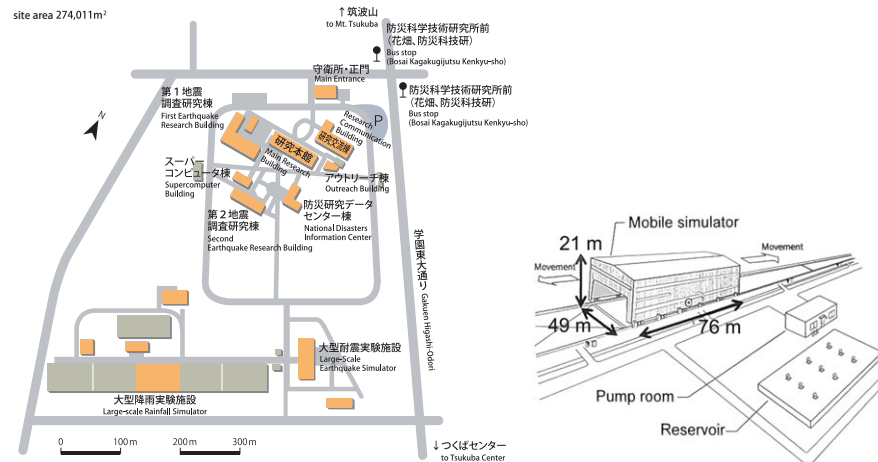 site area 274,011m²
↑筑波山
to Mt. Tsukuba
防災科学技術研究所前
（花畑、防災科技研）
Bus stop
(Bosai Kagakugijutsu Kenkyu-sho)
守衛所・正門
Main Entrance
防災科学技術研究所前
（花畑、防災科技研）
Bus stop
(Bosai Kagakugijutsu Kenkyu-sho)
第1地震
調査研究棟
First Earthquake
Research Building
N
P
Research
Communication
Building
研究交流棟
研究本館
Main Research
Building
スーパー
コンピュータ棟
Supercomputer
Building
アウトリーチ棟
Outreach Building
防災研究データ
センター棟
National Disasters
Information Center
第2地震
調査研究棟
Second
Earthquake Research Building
学園東大通り
Gakuen Higashi-Odori
大型耐震実験施設
Large-Scale
Earthquake Simulator
大型降雨実験施設
Large-scale Rainfall Simulator
0 100m 200m 300m
↓つくばセンター
to Tsukuba Center
Mobile simulator
21 m
Movement
Movement
49 m
76 m
Pump room
Reservoir